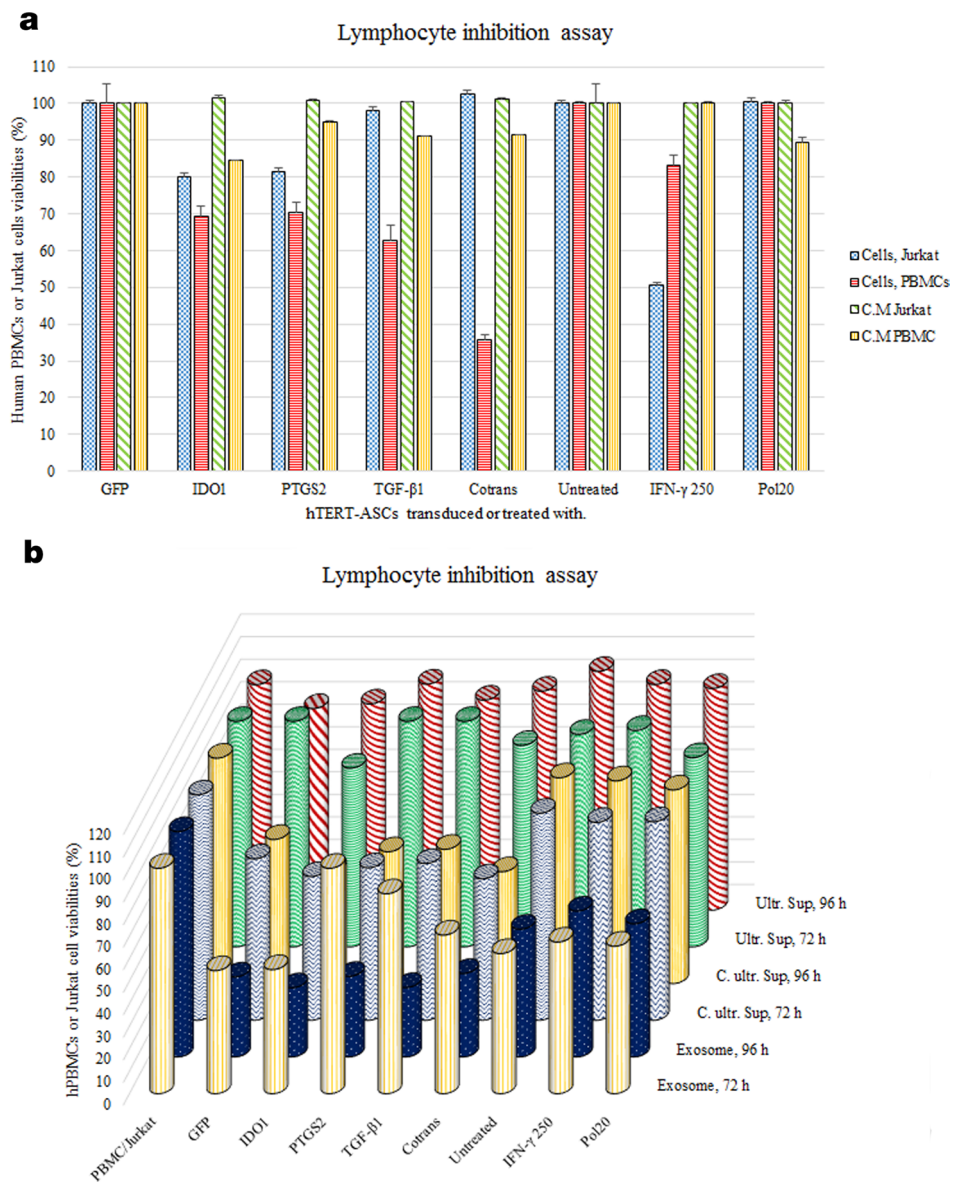 a
Lymphocyte inhibition assay
Human PBMCs or Jurkat cells viabilities (%)
110
100
90
80
70
60
50
40
30
20
10
0
GFP IDO1 PTGS2 TGF-β1 Cotrans Untreated IFN-γ 250 Pol20
hTERT-ASCs transduced or treated with.
Cells, Jurkat
Cells, PBMCs
C.M Jurkat
C.M PBMC
b
Lymphocyte inhibition assay
hPBMCs or Jurkat cell viabilities (%)
120
110
100
90
80
70
60
50
40
30
20
10
0
Ultr. Sup, 96 h
Ultr. Sup, 72 h
C. ultr. Sup, 96 h
C. ultr. Sup, 72 h
Exosome, 96 h
Exosome, 72 h
PBMC/Jurkat GFP IDO1 PTGS2 TGF-β1 Cotrans Untreated IFN-γ 250 Pol20